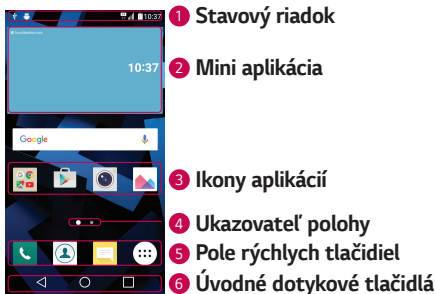 10:37
10:37
Google
1 Stavový riadok
2 Mini aplikácia
3 Ikony aplikácií
4 Ukazovateľ polohy
5 Pole rýchlych tlačidiel
6 Úvodné dotykové tlačidlá